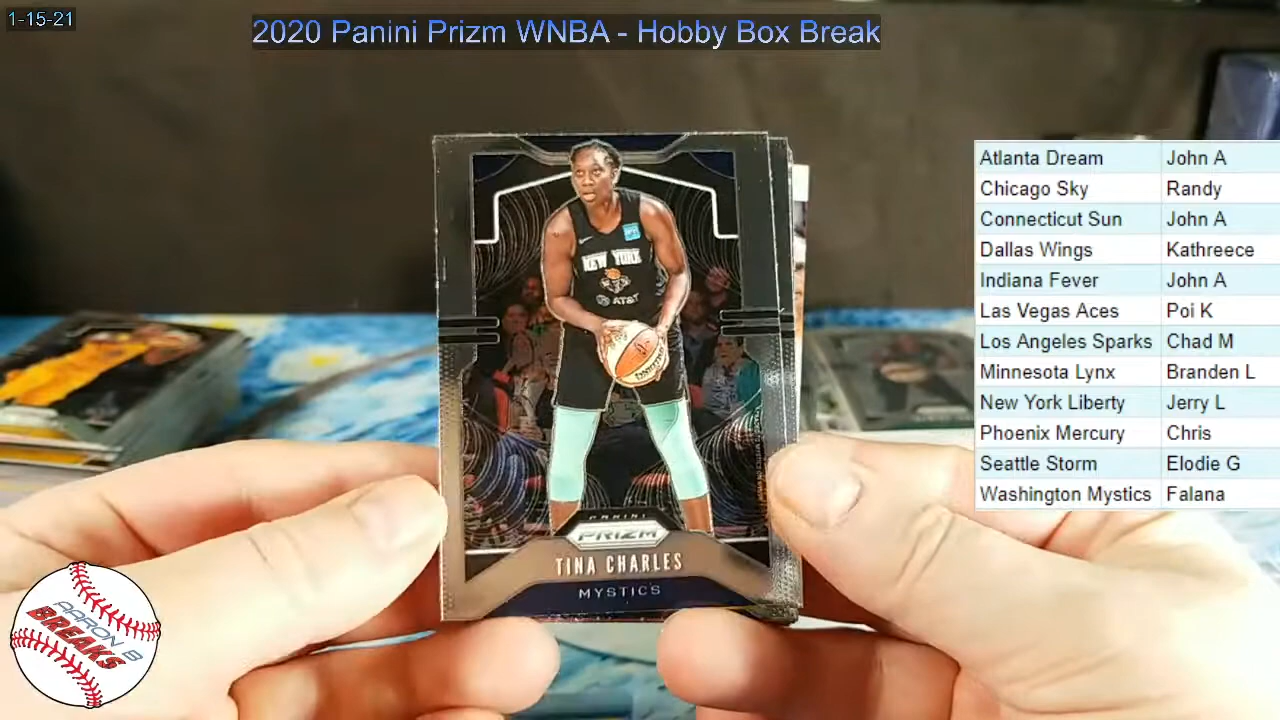 1-15-21
2020 Panini Prizm WNBA - Hobby Box Break
NEW YORK
AT&T
PANINI
PRIZM
TINA CHARLES
MYSTICS
Atlanta Dream John A
Chicago Sky Randy
Connecticut Sun John A
Dallas Wings Kathreece
Indiana Fever John A
Las Vegas Aces Poi K
Los Angeles Sparks Chad M
Minnesota Lynx Branden L
New York Liberty Jerry L
Phoenix Mercury Chris
Seattle Storm Elodie G
Washington Mystics Falana
AARON B
BREAKS